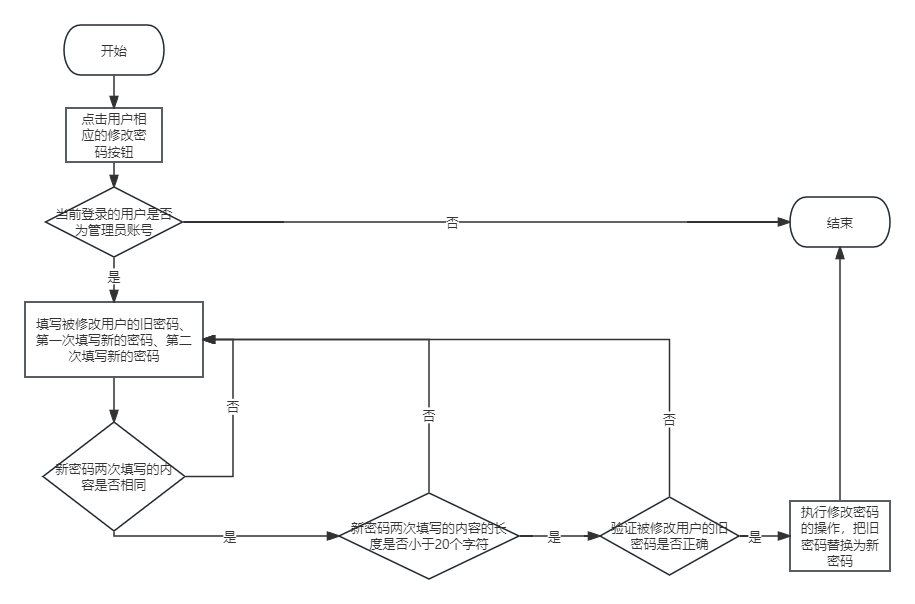 开始
点击用户相
应的修改密
码按钮
当前登录的用户是否
为管理员账号
否
结束
是
填写被修改用户的旧密码、
第一次填写新的密码、第二
次填写新的密码
否
否
否
新密码两次填写的内
容是否相同
是
新密码两次填写的内容的长
度是否小于20个字符
是
验证被修改用户的旧
密码是否正确
是
执行修改密码
的操作，把旧
密码替换为新
密码